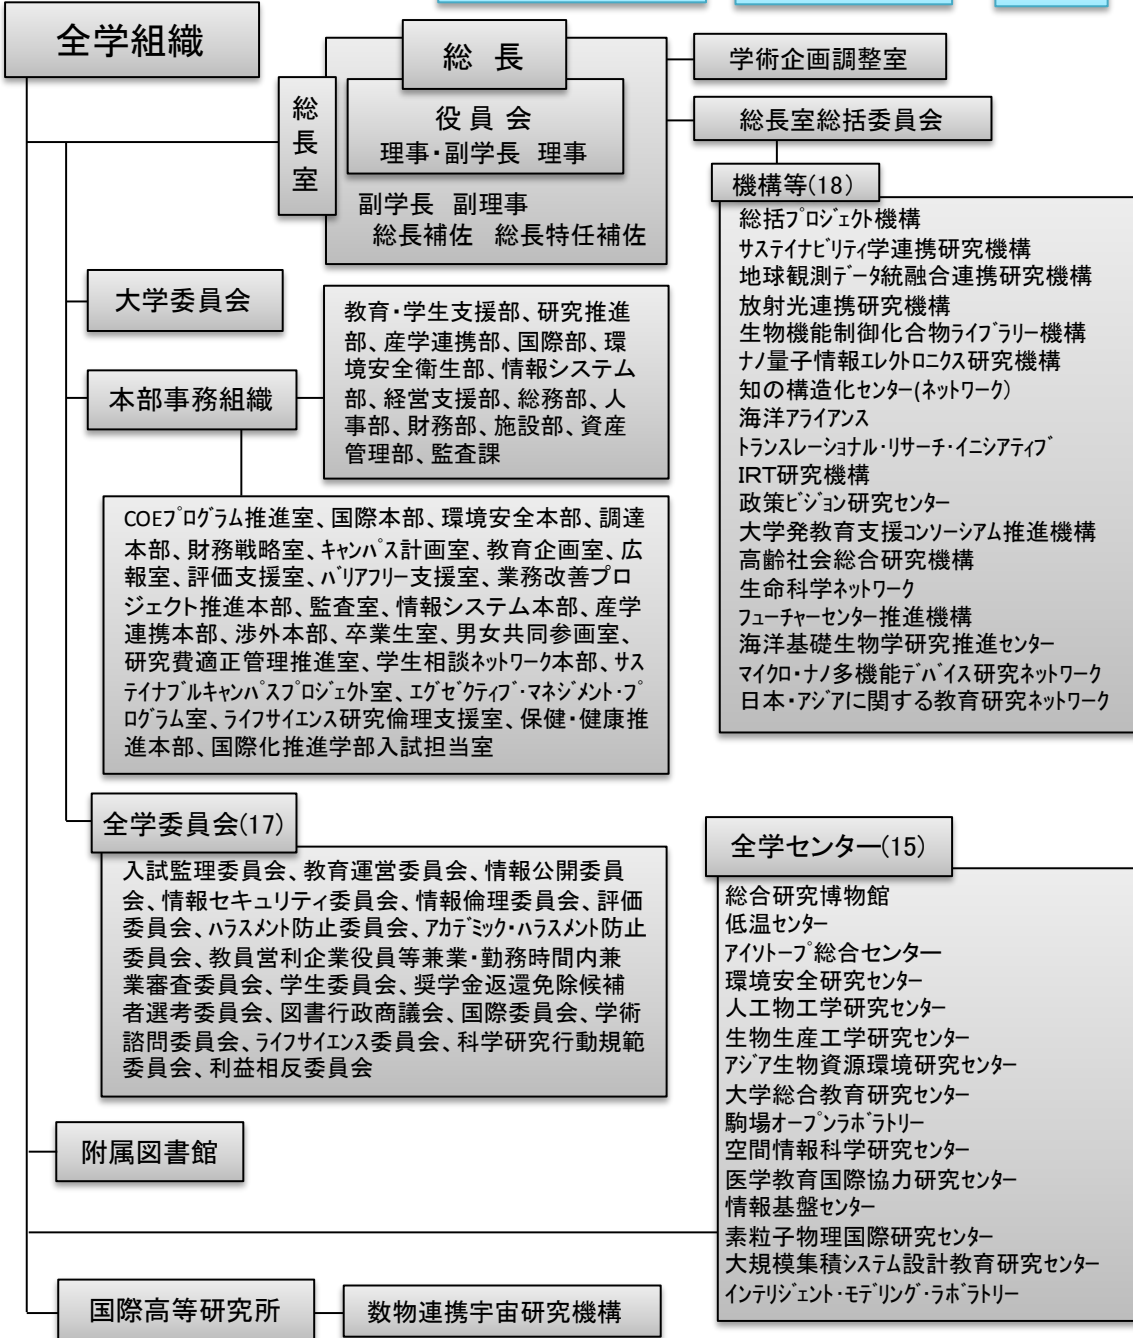 全学組織
総長室
総 長
役 員 会
理事・副学長 理事
副学長 副理事
総長補佐 総長特任補佐
学術企画調整室
総長室総括委員会
機構等(18)
総括プロジェクト機構
サステイナビリティ学連携研究機構
地球観測データ統融合連携研究機構
放射光連携研究機構
生物機能制御化合物ライブラリー機構
ナノ量子情報エレクトロニクス研究機構
知の構造化センター(ネットワーク)
海洋アライアンス
トランスレーショナル・リサーチ・イニシアティブ
IRT研究機構
政策ビジョン研究センター
大学発教育支援コンソーシアム推進機構
高齢社会総合研究機構
生命科学ネットワーク
フューチャーセンター推進機構
海洋基礎生物学研究推進センター
マイクロ・ナノ多機能デバイス研究ネットワーク
日本・アジアに関する教育研究ネットワーク
大学委員会
本部事務組織
教育・学生支援部、研究推進
部、産学連携部、国際部、環
境安全衛生部、情報システム
部、経営支援部、総務部、人
事部、財務部、施設部、資産
管理部、監査課
COEプログラム推進室、国際本部、環境安全本部、調達
本部、財務戦略室、キャンパス計画室、教育企画室、広
報室、評価支援室、バリアフリー支援室、業務改善プロ
ジェクト推進本部、監査室、情報システム本部、産学
連携本部、渉外本部、卒業生室、男女共同参画室、
研究費適正管理推進室、学生相談ネットワーク本部、サス
テイナブルキャンパスプロジェクト室、エグゼクティブ・マネジメント・プ
ログラム室、ライフサイエンス研究倫理支援室、保健・健康推
進本部、国際化推進学部入試担当室
全学委員会(17)
入試監理委員会、教育運営委員会、情報公開委員
会、情報セキュリティ委員会、情報倫理委員会、評価
委員会、ハラスメント防止委員会、アカデミック・ハラスメント防止
委員会、教員営利企業役員等兼業・勤務時間内兼
業審査委員会、学生委員会、奨学金返還免除候補
者選考委員会、図書行政商議会、国際委員会、学術
諮問委員会、ライフサイエンス委員会、科学研究行動規範
委員会、利益相反委員会
全学センター(15)
総合研究博物館
低温センター
アイソトープ総合センター
環境安全研究センター
人工物工学研究センター
生物生産工学研究センター
アジア生物資源環境研究センター
大学総合教育研究センター
駒場オープンラボラトリー
空間情報科学研究センター
医学教育国際協力研究センター
情報基盤センター
素粒子物理国際研究センター
大規模集積システム設計教育研究センター
インテリジェント・モデリング・ラボラトリー
附属図書館
国際高等研究所
数物連携宇宙研究機構